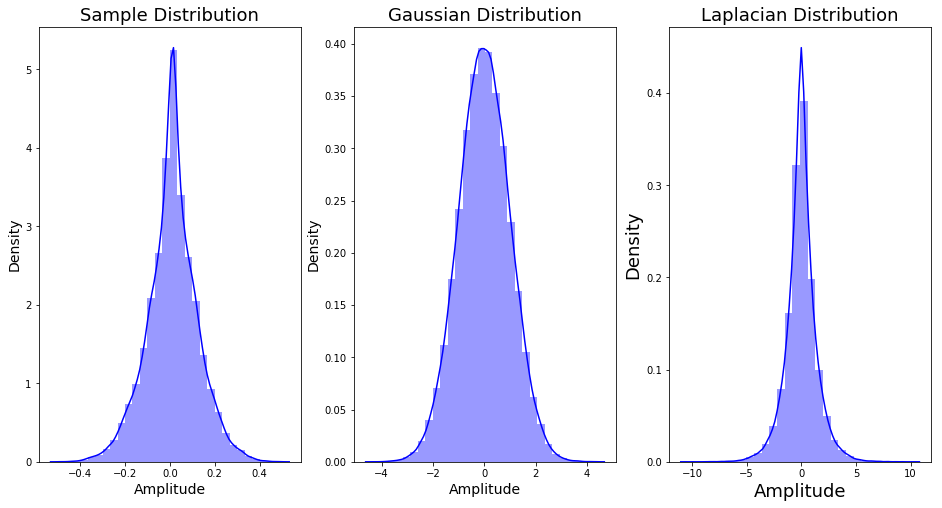 Sample Distribution
Density
5
4
3
2
1
0
−0.4 −0.2 0.0 0.2 0.4
Amplitude
Gaussian Distribution
Density
0.40
0.35
0.30
0.25
0.20
0.15
0.10
0.05
0.00
−4 −2 0 2 4
Amplitude
Laplacian Distribution
Density
0.4
0.3
0.2
0.1
0.0
−10 −5 0 5 10
Amplitude